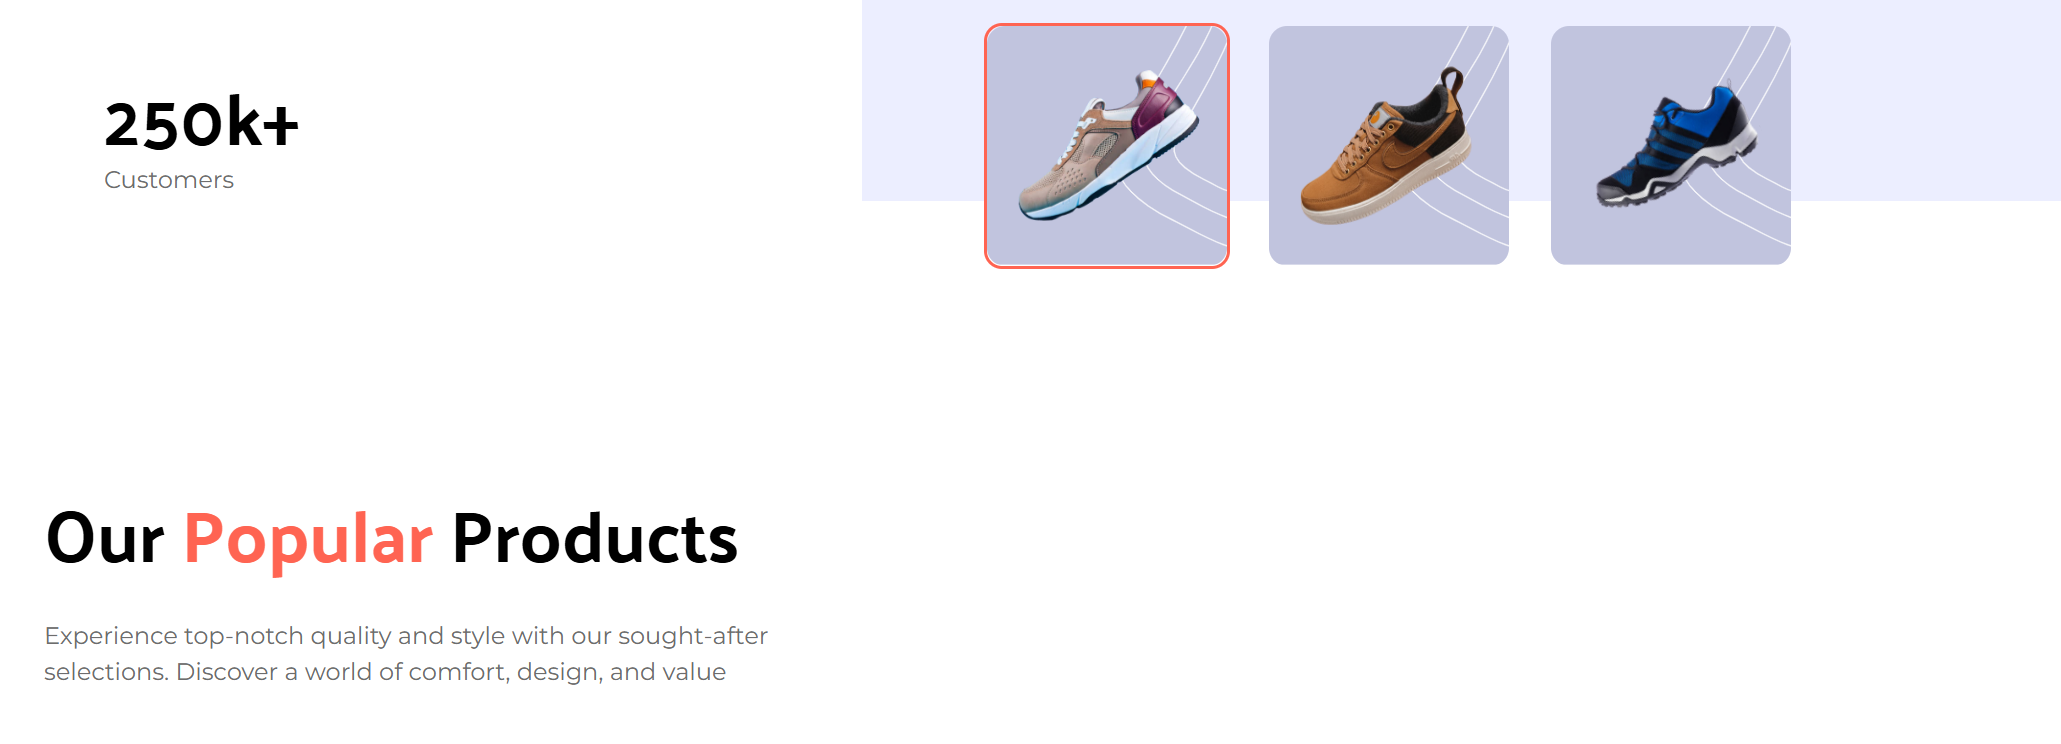 250k+
Customers
Our Popular Products
Experience top-notch quality and style with our sought-after
selections. Discover a world of comfort, design, and value